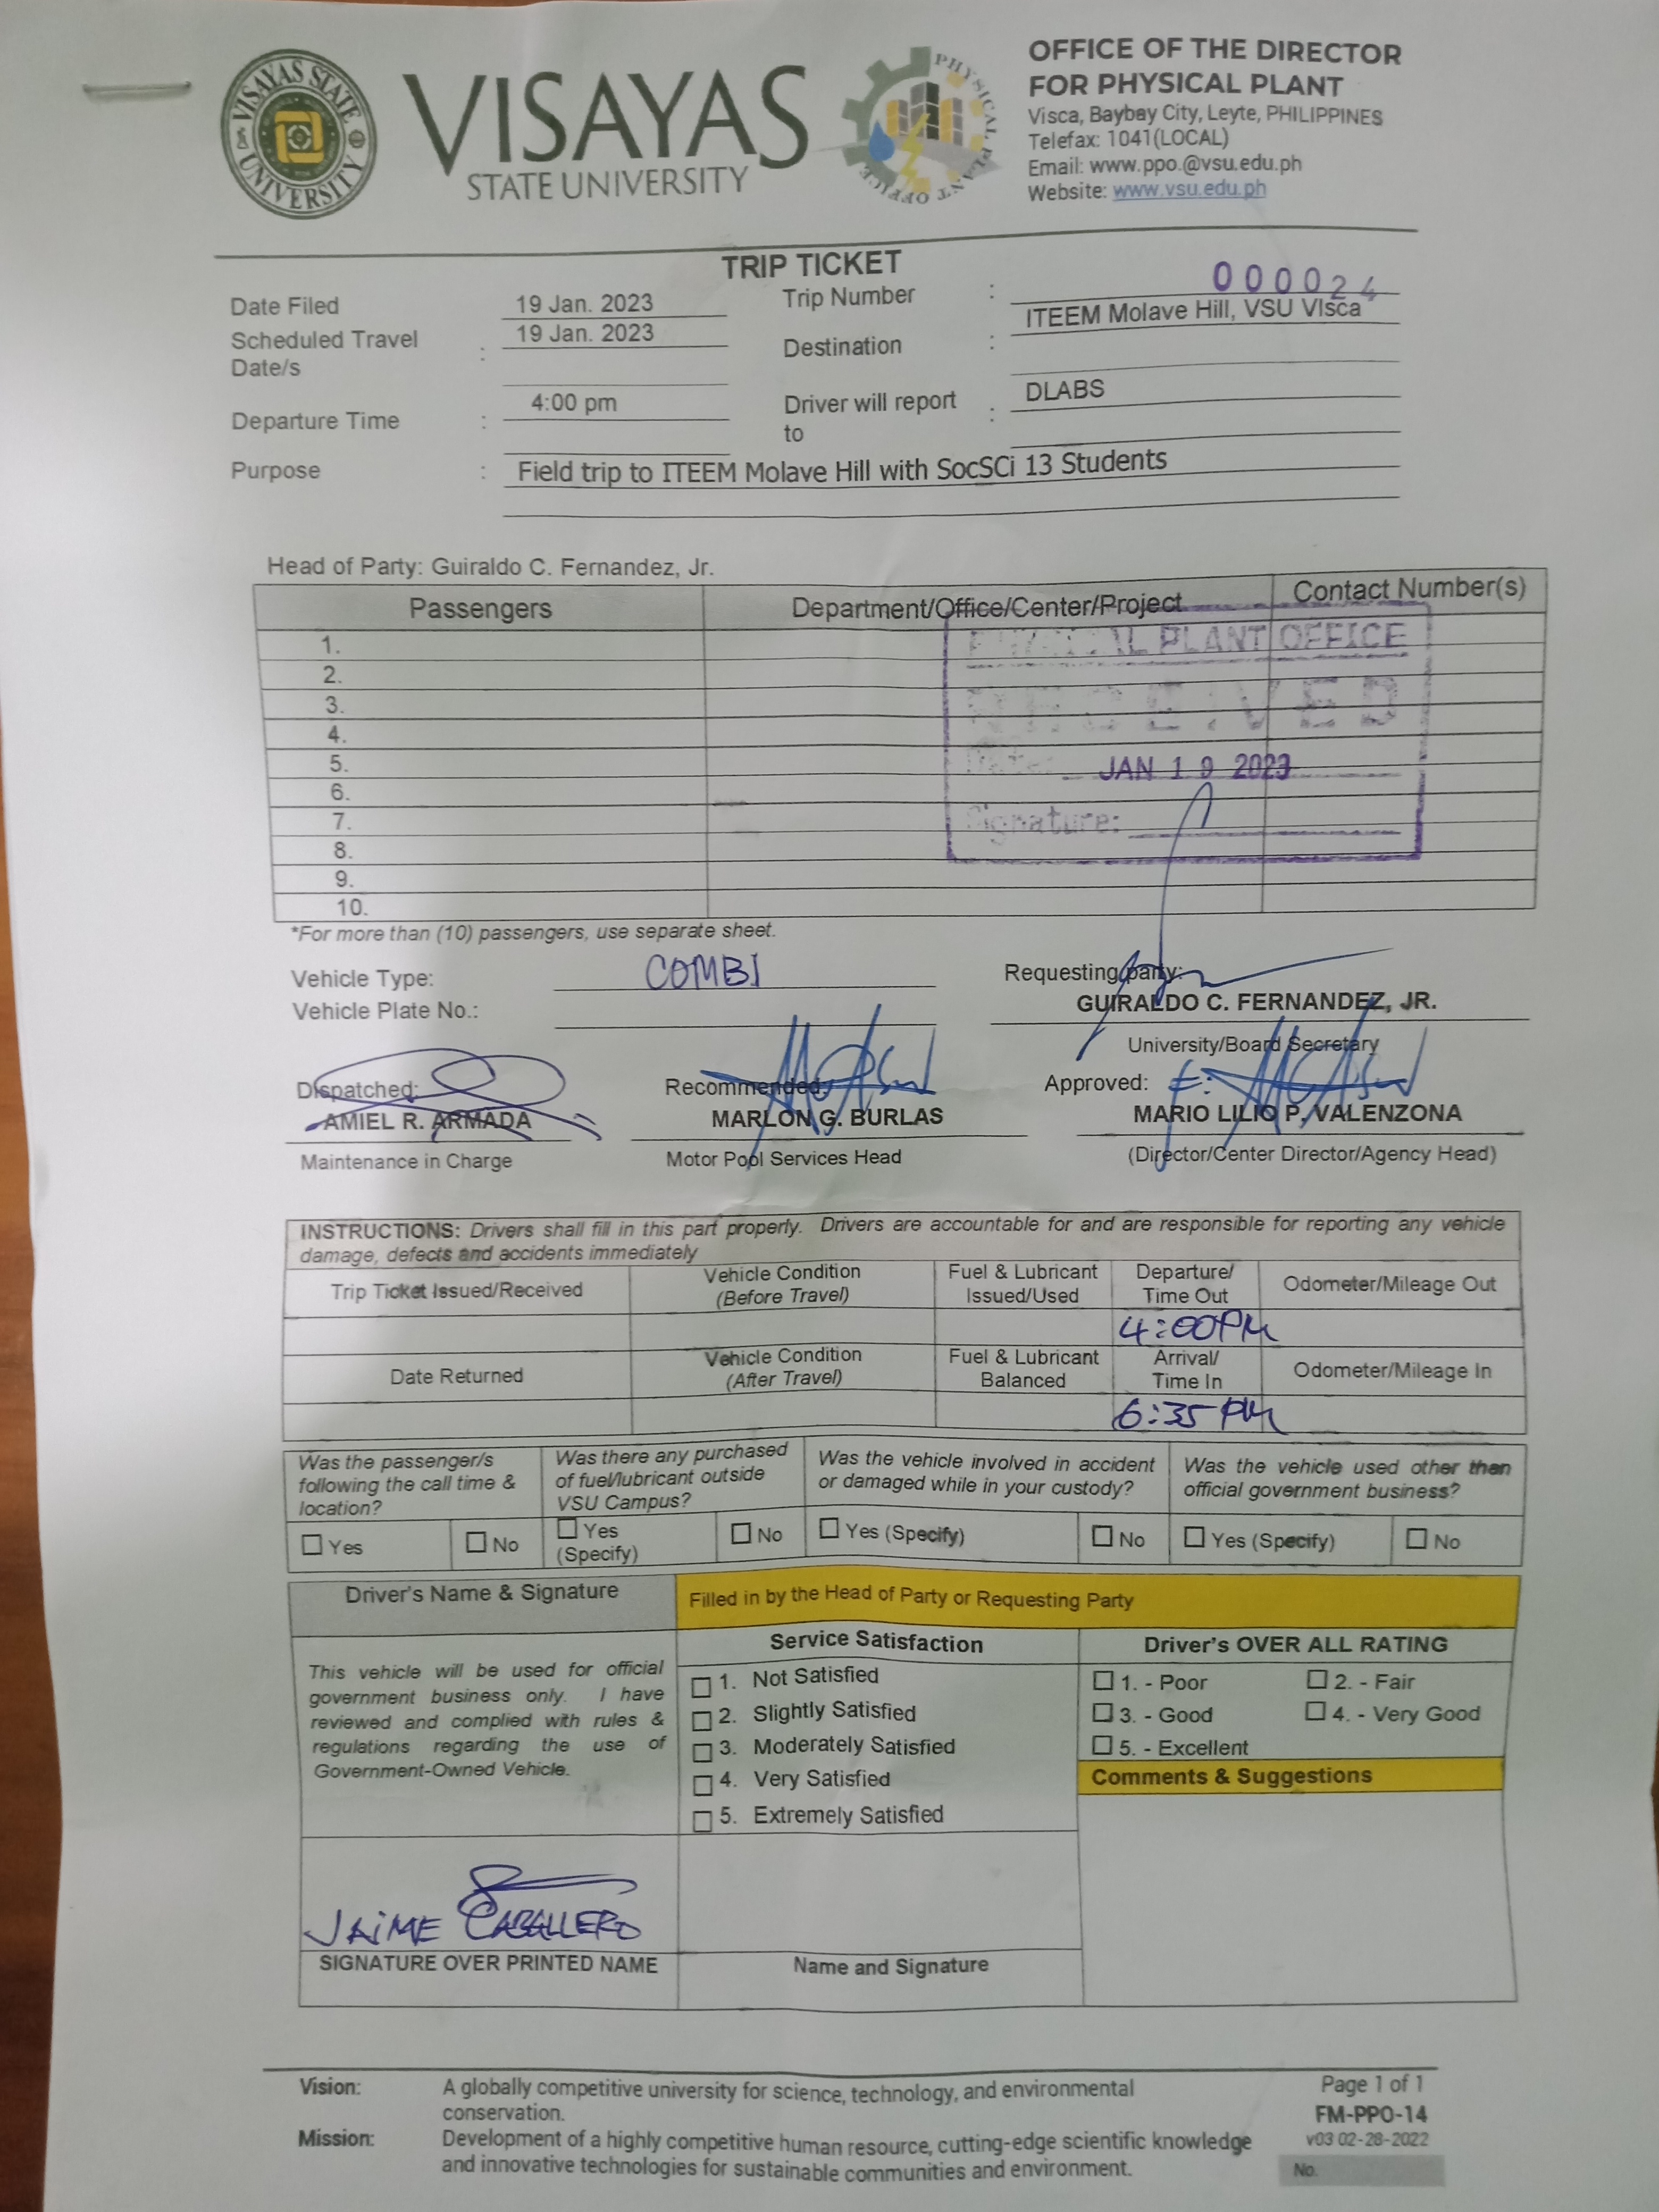 VISAYAS STATE UNIVERSITY
VISAYAS
STATE UNIVERSITY
PHYSICAL PLANT OFFICE
OFFICE OF THE DIRECTOR
FOR PHYSICAL PLANT
Visca, Baybay City, Leyte, PHILIPPINES
Telefax: 1041(LOCAL)
Email: www.ppo.@vsu.edu.ph
Website: www.vsu.edu.ph
TRIP TICKET
Date Filed 19 Jan. 2023 Trip Number : 000024
Scheduled Travel Date/s : 19 Jan. 2023 Destination : ITEEM Molave Hill, VSU VIsca
Departure Time : 4:00 pm Driver will report to : DLABS
Purpose : Field trip to ITEEM Molave Hill with SocSCi 13 Students
Head of Party: Guiraldo C. Fernandez, Jr.
Passengers Department/Office/Center/Project Contact Number(s)
1.
2.
3.
4.
5.
6.
7.
8.
9.
10.
PHYSICAL PLANT OFFICE
RECEIVED
Date: JAN 19 2023
Signature:
*For more than (10) passengers, use separate sheet.
Vehicle Type: COMBI
Vehicle Plate No.:
Requesting party:
GUIRALDO C. FERNANDEZ, JR.
University/Board Secretary
Dispatched: Recommended: Approved:
AMIEL R. ARMADA MARLON G. BURLAS MARIO LILIO P. VALENZONA
Maintenance in Charge Motor Pool Services Head (Director/Center Director/Agency Head)
INSTRUCTIONS: Drivers shall fill in this part properly. Drivers are accountable for and are responsible for reporting any vehicle
damage, defects and accidents immediately
Trip Ticket Issued/Received Vehicle Condition (Before Travel) Fuel & Lubricant Issued/Used Departure/ Time Out Odometer/Mileage Out
4:00PM
Date Returned Vehicle Condition (After Travel) Fuel & Lubricant Balanced Arrival/ Time In Odometer/Mileage In
6:35 PM
Was the passenger/s following the call time & location?
Was there any purchased of fuel/lubricant outside VSU Campus?
Was the vehicle involved in accident or damaged while in your custody?
Was the vehicle used other than official government business?
Yes No Yes (Specify) No Yes (Specify) No Yes (Specify) No
Driver's Name & Signature Filled in by the Head of Party or Requesting Party
This vehicle will be used for official
government business only. I have
reviewed and complied with rules &
regulations regarding the use of
Government-Owned Vehicle.
Service Satisfaction
1. Not Satisfied
2. Slightly Satisfied
3. Moderately Satisfied
4. Very Satisfied
5. Extremely Satisfied
Driver's OVER ALL RATING
1. - Poor 2. - Fair
3. - Good 4. - Very Good
5. - Excellent
Comments & Suggestions
JAIME CABALLERO
SIGNATURE OVER PRINTED NAME Name and Signature
Vision: A globally competitive university for science, technology, and environmental
conservation.
Mission: Development of a highly competitive human resource, cutting-edge scientific knowledge
and innovative technologies for sustainable communities and environment.
Page 1 of 1
FM-PPO-14
v03 02-28-2022
No.